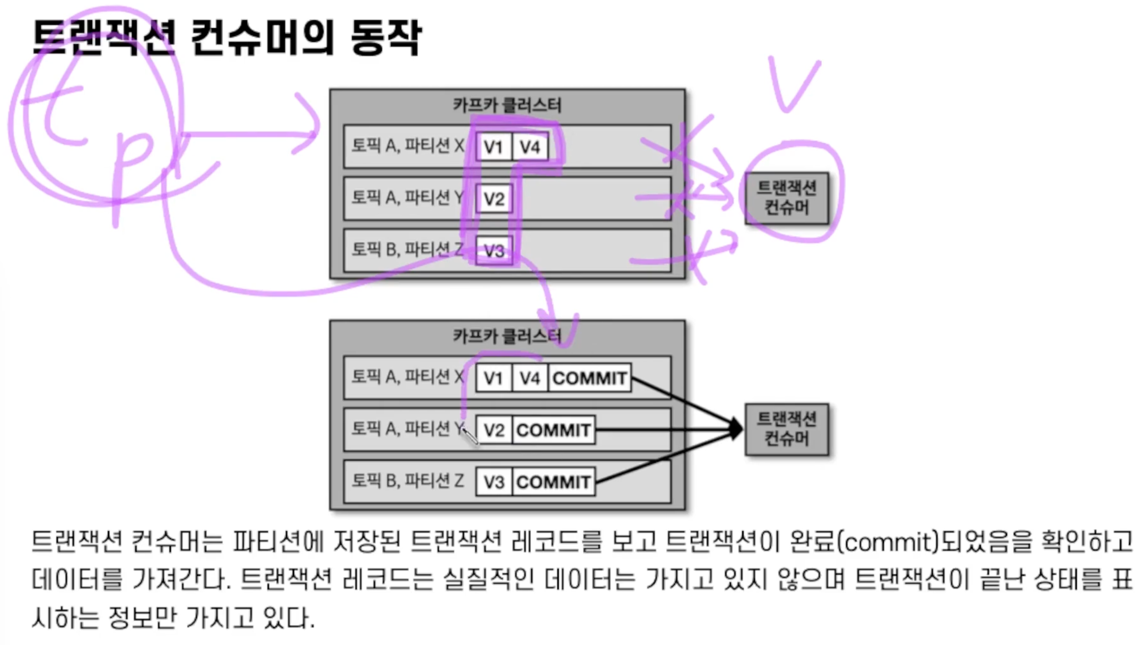 트랜잭션 컨슈머의 동작
t
p
V
카프카 클러스터
토픽 A, 파티션 X V1 V4
토픽 A, 파티션 Y V2
토픽 B, 파티션 Z V3
트랜잭션
컨슈머
카프카 클러스터
토픽 A, 파티션 X V1 V4 COMMIT
토픽 A, 파티션 Y V2 COMMIT
토픽 B, 파티션 Z V3 COMMIT
트랜잭션
컨슈머
트랜잭션 컨슈머는 파티션에 저장된 트랜잭션 레코드를 보고 트랜잭션이 완료(commit)되었음을 확인하고
데이터를 가져간다. 트랜잭션 레코드는 실질적인 데이터는 가지고 있지 않으며 트랜잭션이 끝난 상태를 표
시하는 정보만 가지고 있다.